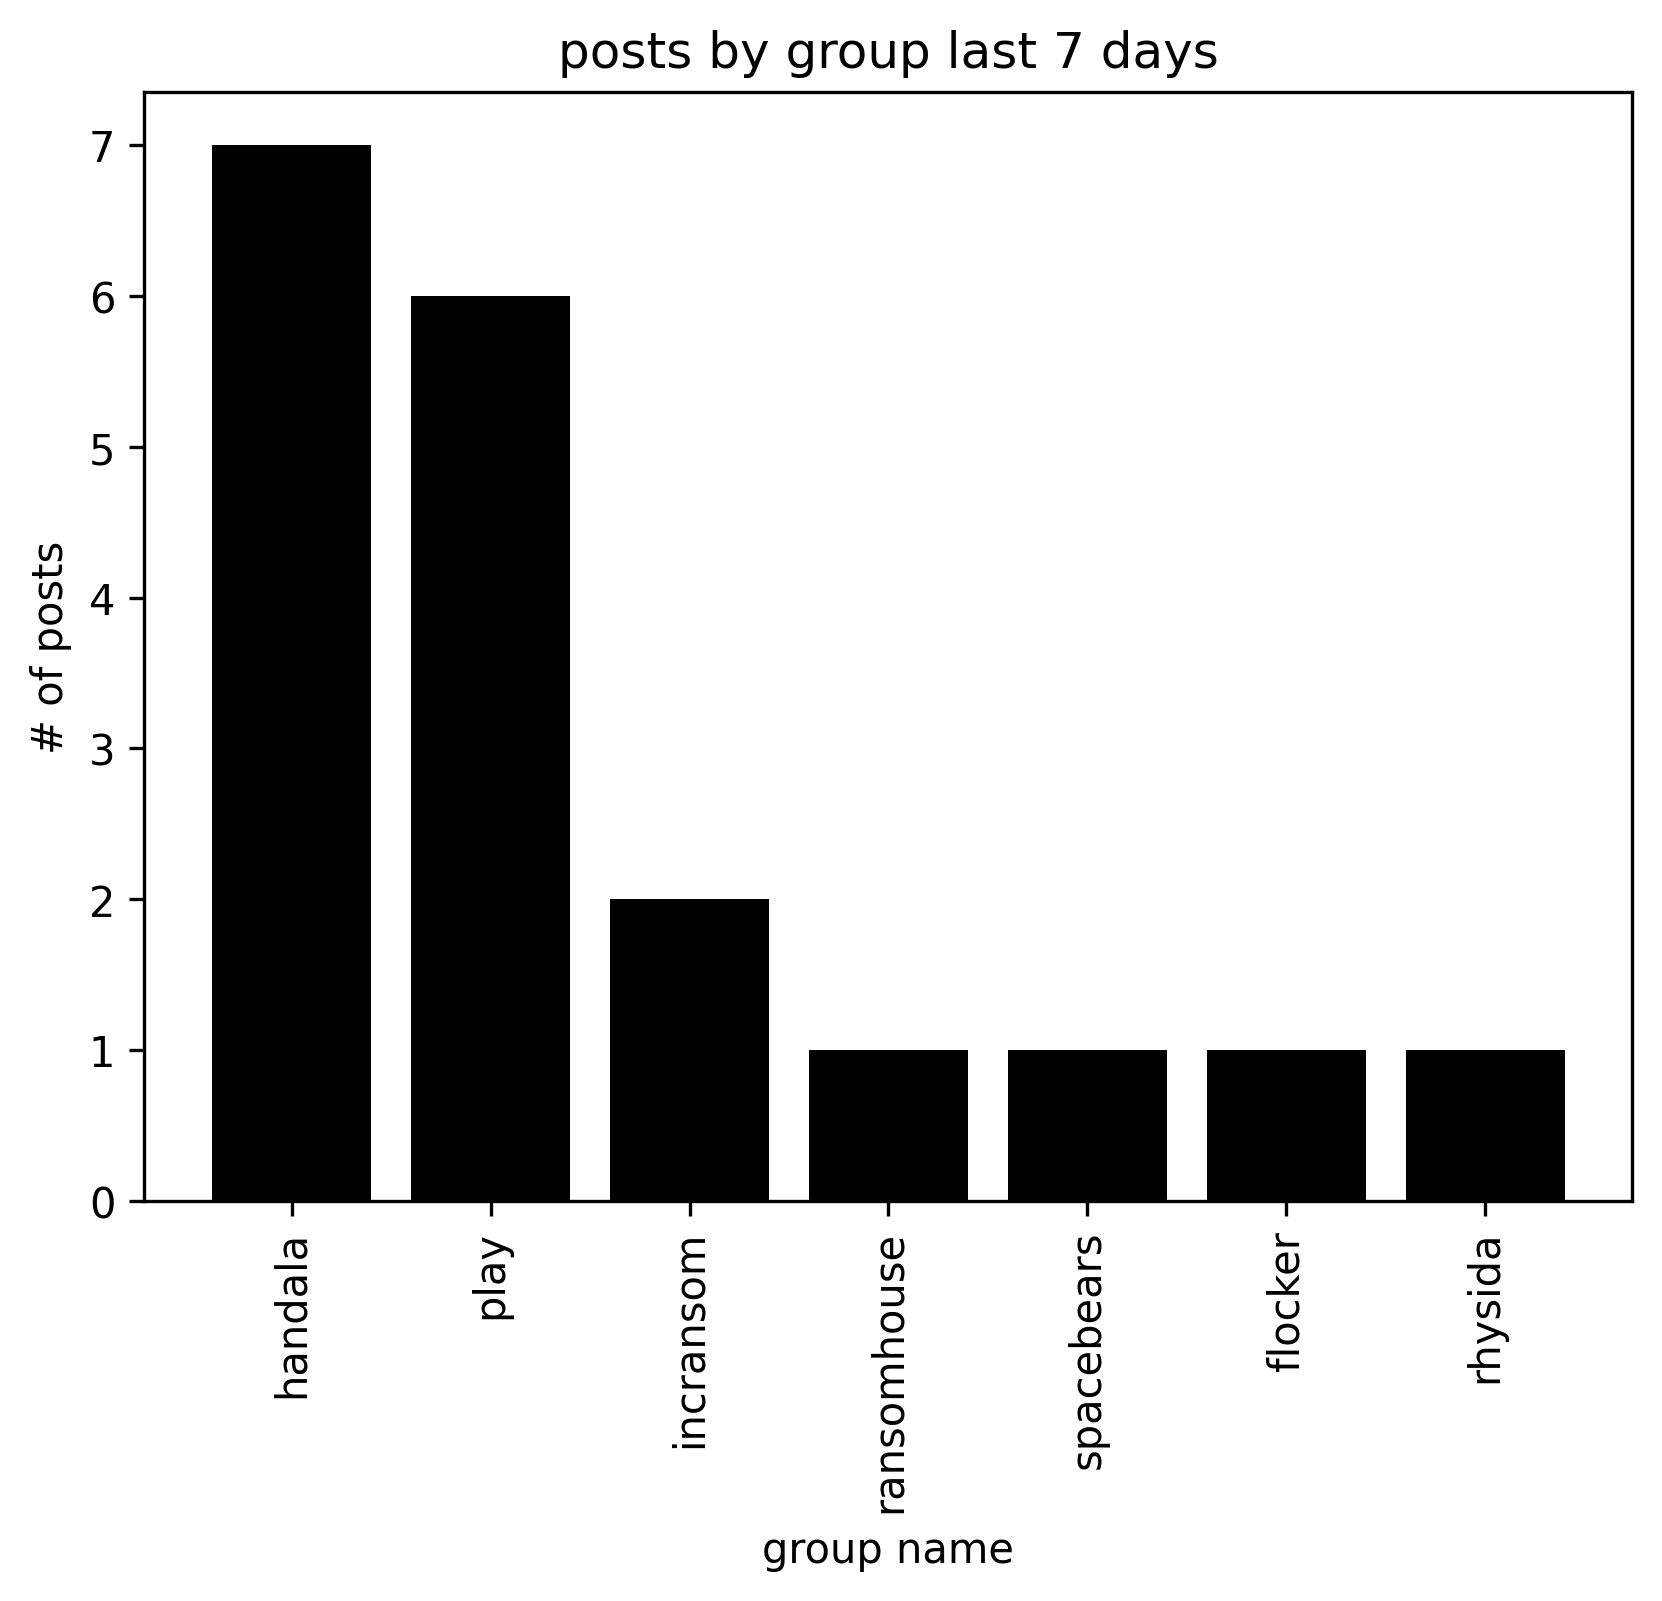 posts by group last 7 days
7
6
5
4
3
2
1
0
# of posts
handala
play
incransom
ransomhouse
spacebears
flocker
rhysida
group name